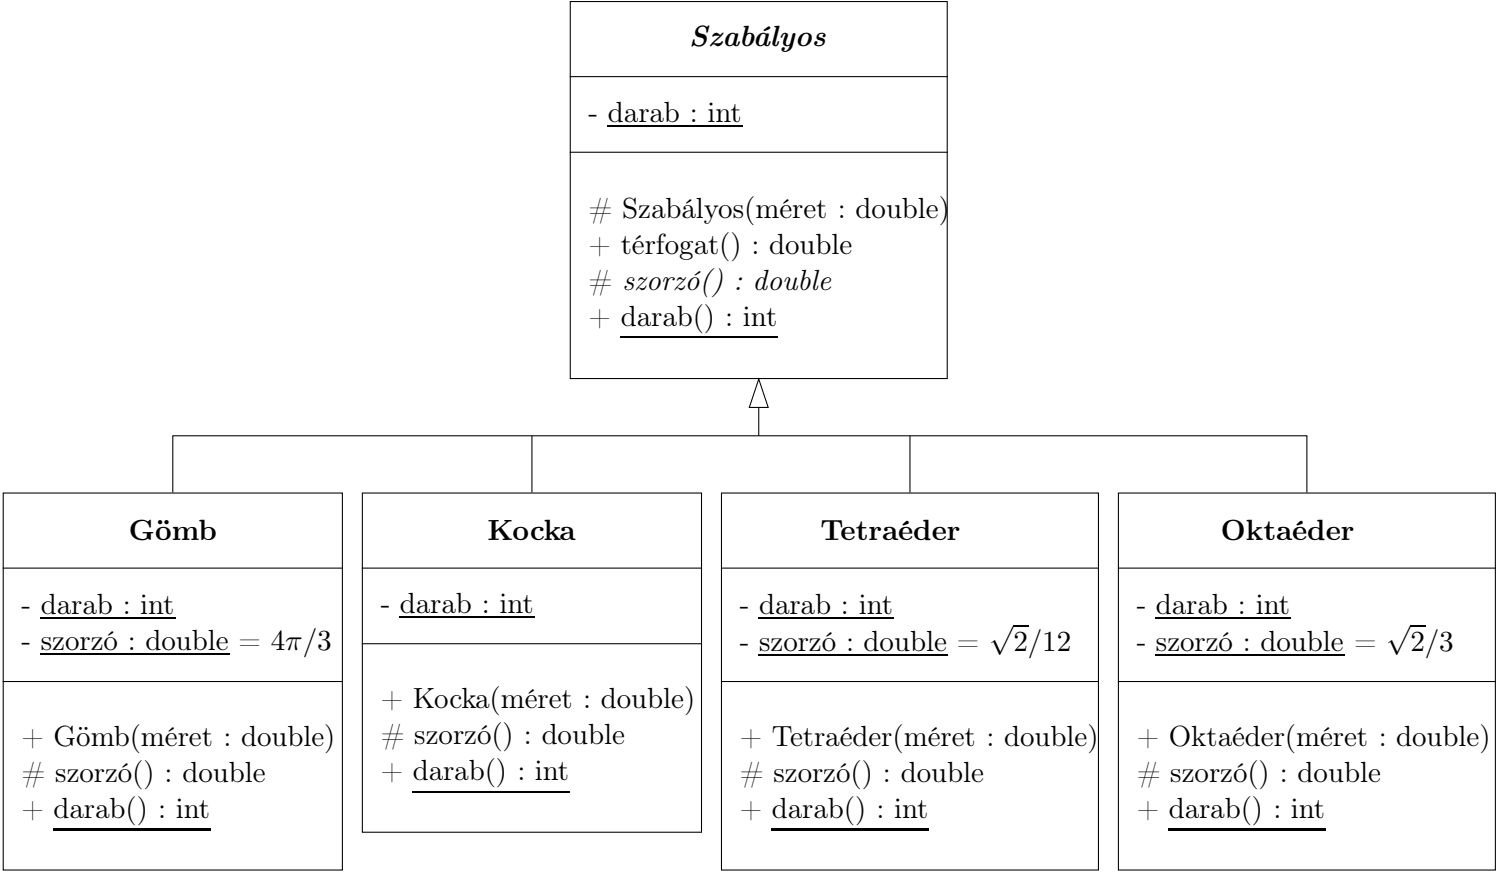 Szabályos
- darab : int
# Szabályos(méret : double)
+ térfogat() : double
# szorzó() : double
+ darab() : int
Gömb
- darab : int
- szorzó : double = 4π/3
+ Gömb(méret : double)
# szorzó() : double
+ darab() : int
Kocka
- darab : int
+ Kocka(méret : double)
# szorzó() : double
+ darab() : int
Tetraéder
- darab : int
- szorzó : double = √2/12
+ Tetraéder(méret : double)
# szorzó() : double
+ darab() : int
Oktaéder
- darab : int
- szorzó : double = √2/3
+ Oktaéder(méret : double)
# szorzó() : double
+ darab() : int